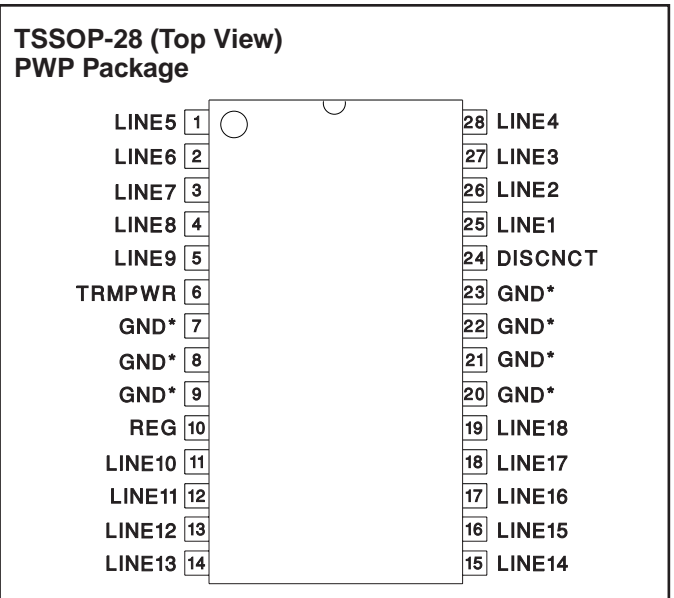 TSSOP-28 (Top View)
PWP Package
LINE5 1 28 LINE4
LINE6 2 27 LINE3
LINE7 3 26 LINE2
LINE8 4 25 LINE1
LINE9 5 24 DISCNCT
TRMPWR 6 23 GND*
GND* 7 22 GND*
GND* 8 21 GND*
GND* 9 20 GND*
REG 10 19 LINE18
LINE10 11 18 LINE17
LINE11 12 17 LINE16
LINE12 13 16 LINE15
LINE13 14 15 LINE14